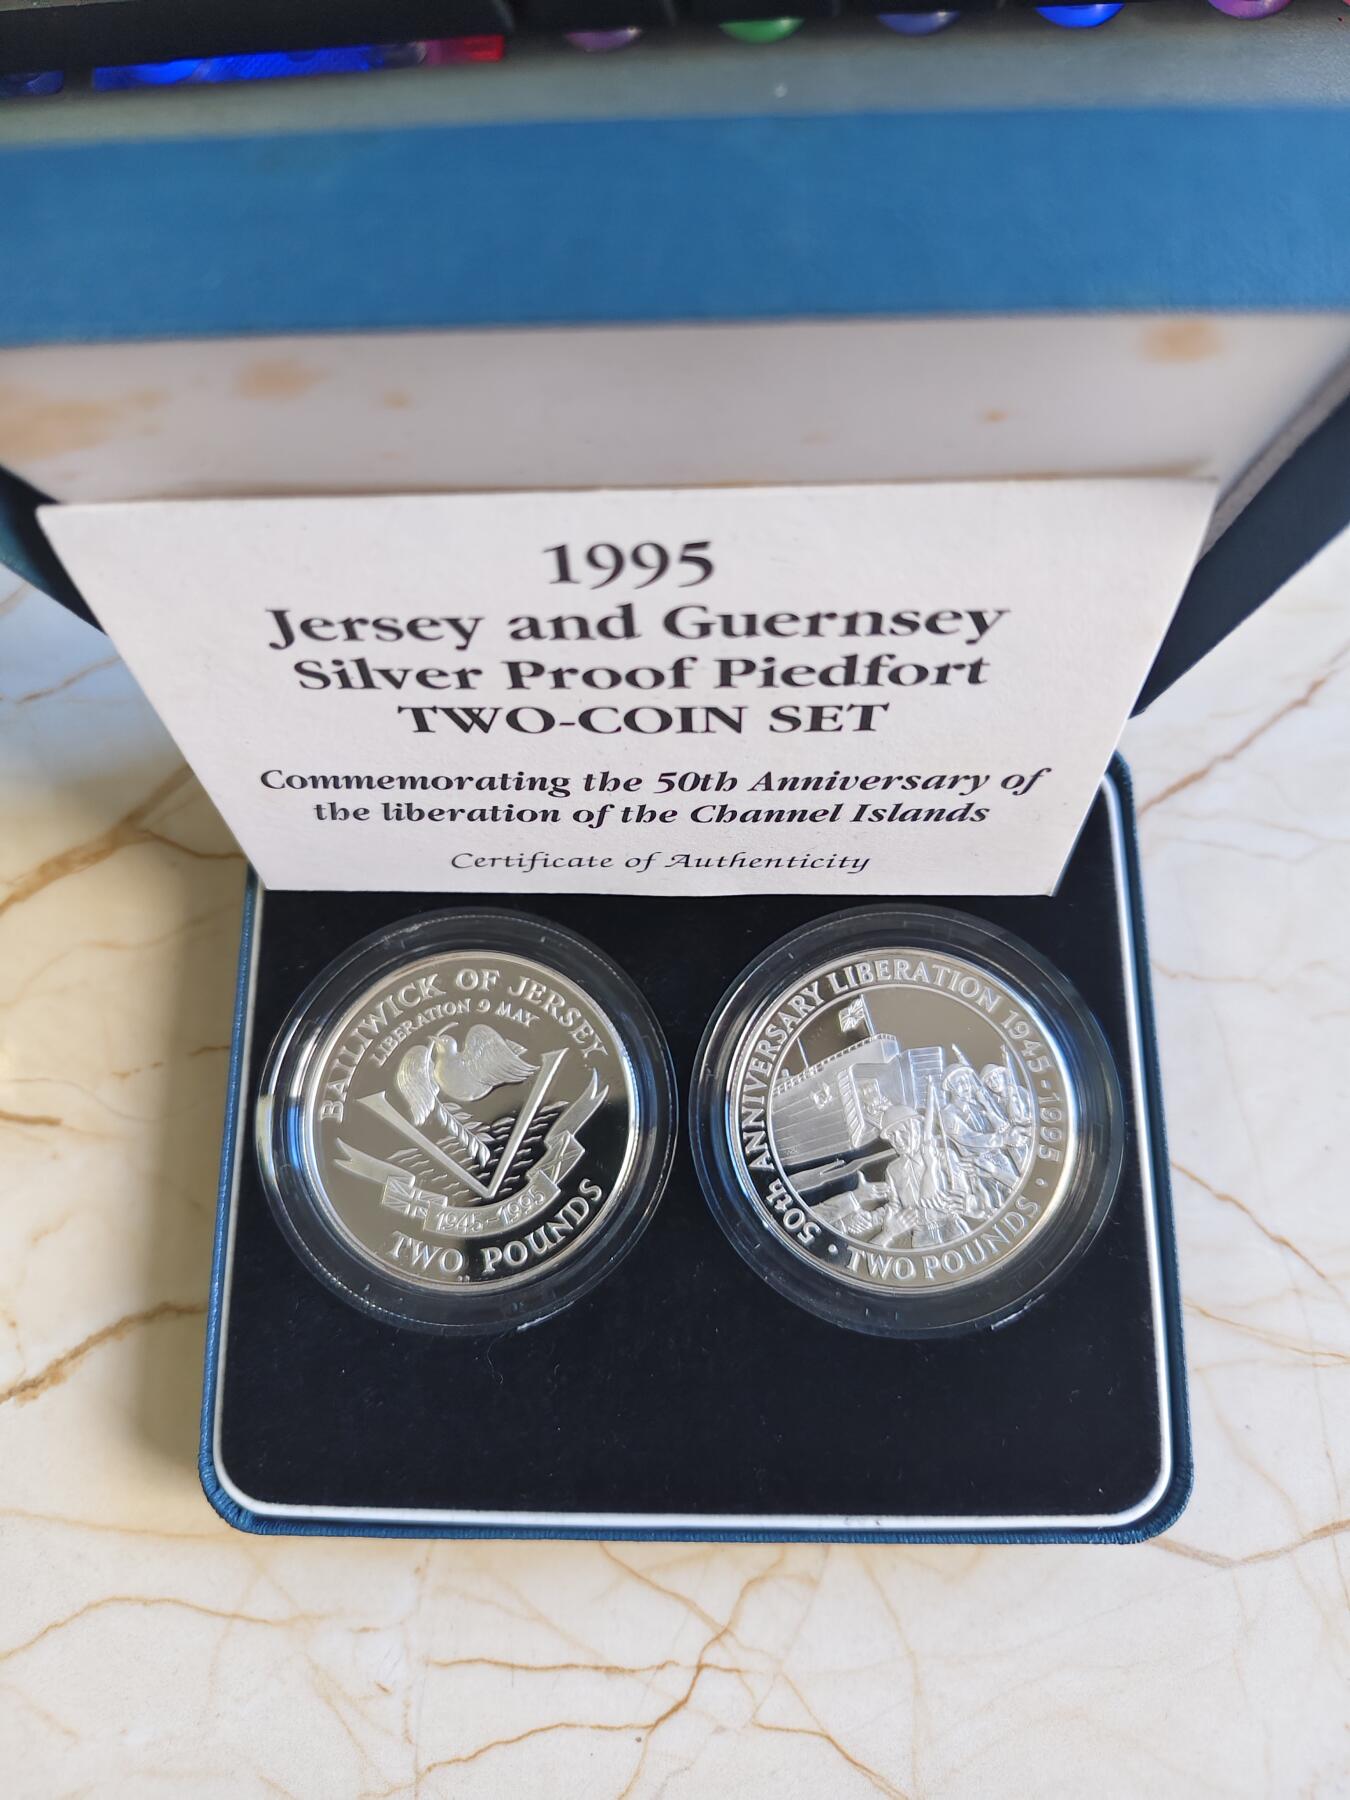 1995
Jersey and Guernsey
Silver Proof Piedfort
TWO-COIN SET
Commemorating the 50th Anniversary of
the liberation of the Channel Islands
Certificate of Authenticity
BAILIWICK OF JERSEY
LIBERATION 9 MAY
1945-1995
TWO POUNDS
50th ANNIVERSARY LIBERATION 1945-1995
• TWO POUNDS •